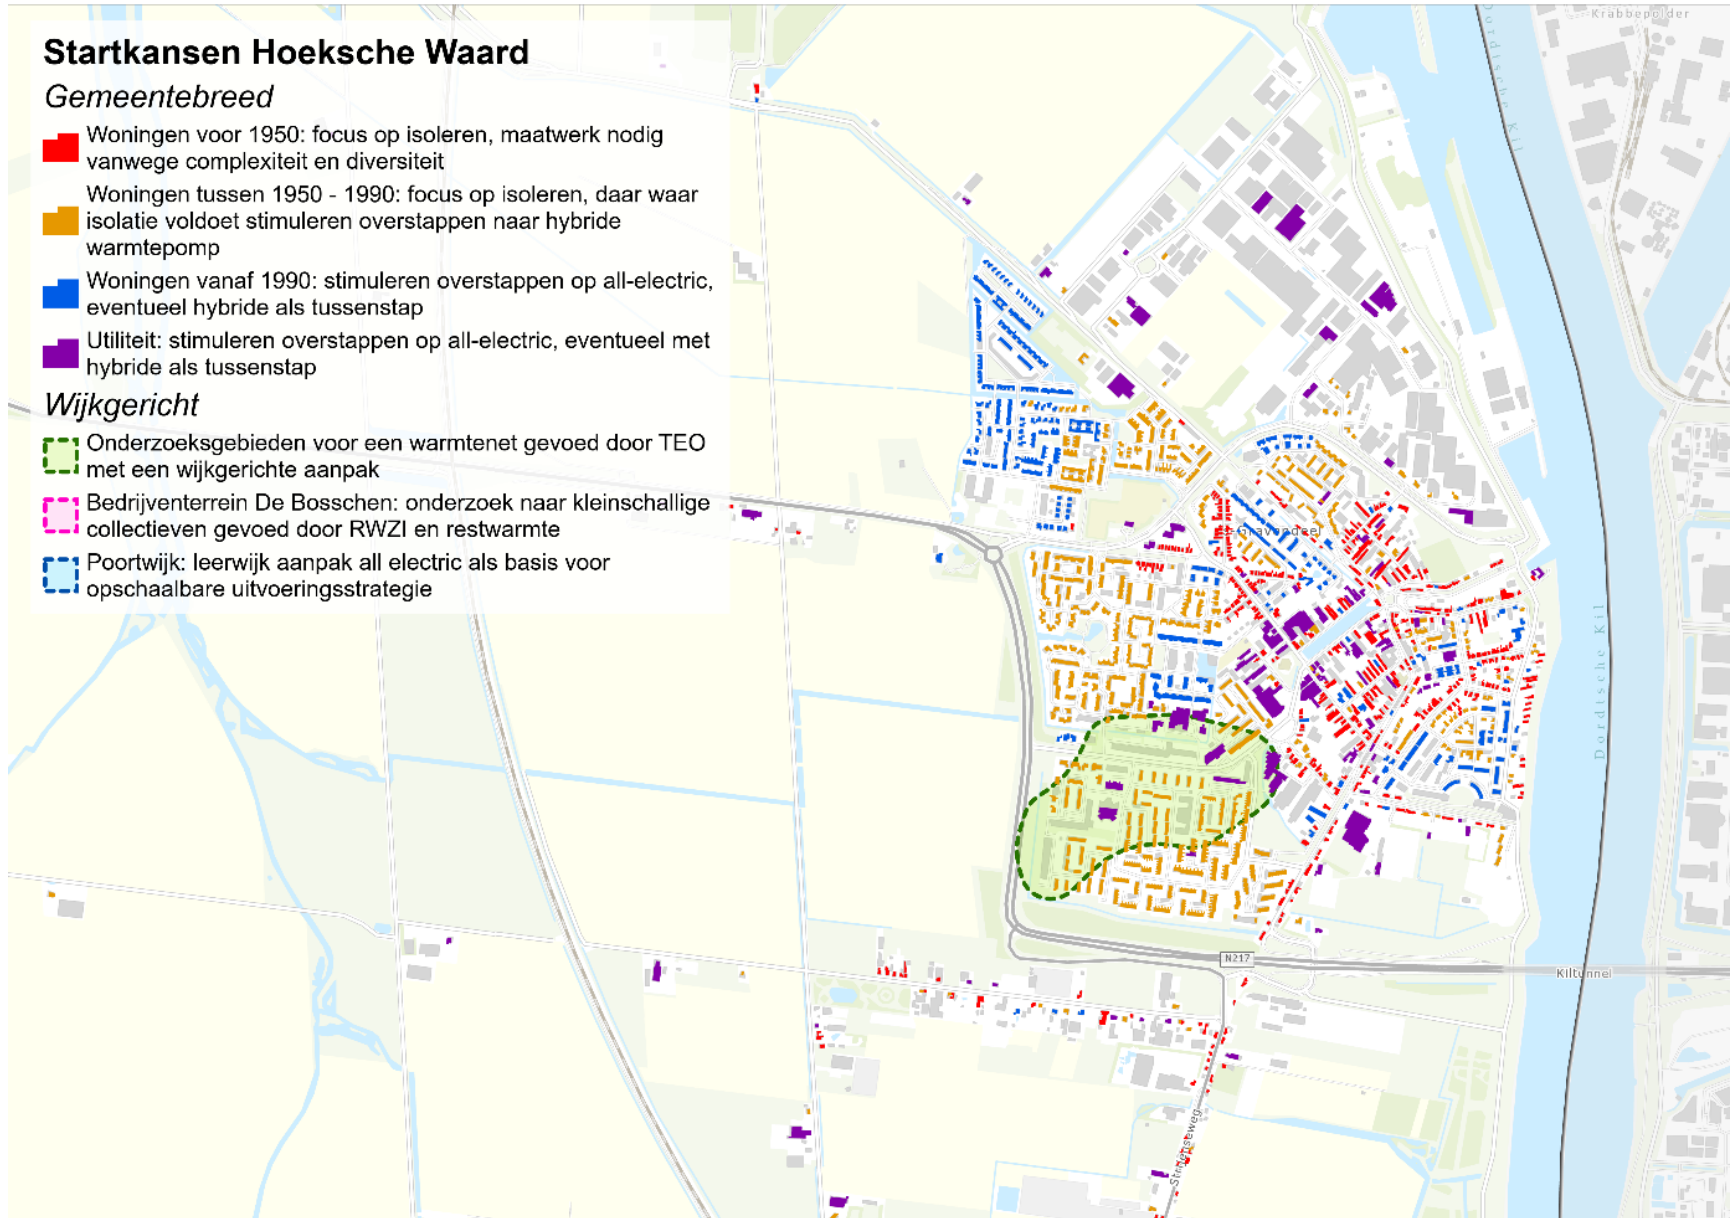 Startkansen Hoeksche Waard
Gemeentebreed
Woningen voor 1950: focus op isoleren, maatwerk nodig
vanwege complexiteit en diversiteit
Woningen tussen 1950 - 1990: focus op isoleren, daar waar
isolatie voldoet stimuleren overstappen naar hybride
warmtepomp
Woningen vanaf 1990: stimuleren overstappen op all-electric,
eventueel hybride als tussenstap
Utiliteit: stimuleren overstappen op all-electric, eventueel met
hybride als tussenstap
Wijkgericht
Onderzoeksgebieden voor een warmtenet gevoed door TEO
met een wijkgerichte aanpak
Bedrijventerrein De Bosschen: onderzoek naar kleinschallige
collectieven gevoed door RWZI en restwarmte
Poortwijk: leerwijk aanpak all electric als basis voor
opschaalbare uitvoeringsstrategie
Krabbepolder
Dordtsche Kil
's-Gravendeel
Dordtsche Kil
N217
Kiltunnel